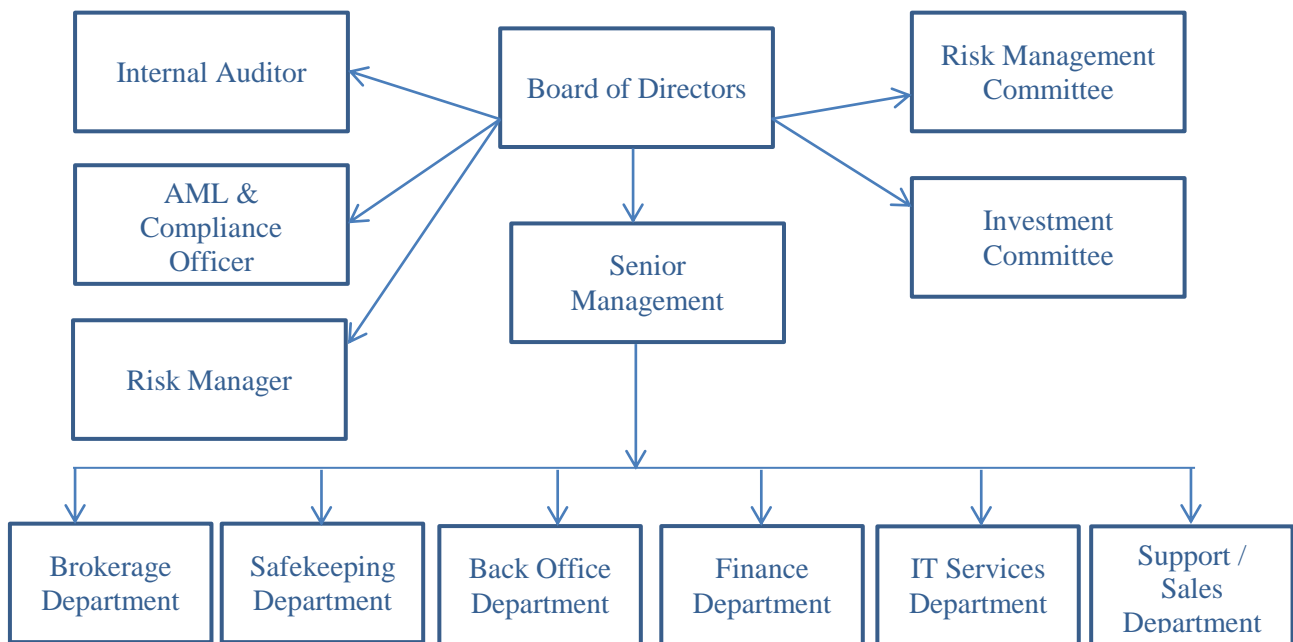 Internal Auditor
Board of Directors
Risk Management
Committee
AML &
Compliance
Officer
Senior
Management
Investment
Committee
Risk Manager
Brokerage
Department
Safekeeping
Department
Back Office
Department
Finance
Department
IT Services
Department
Support /
Sales
Department